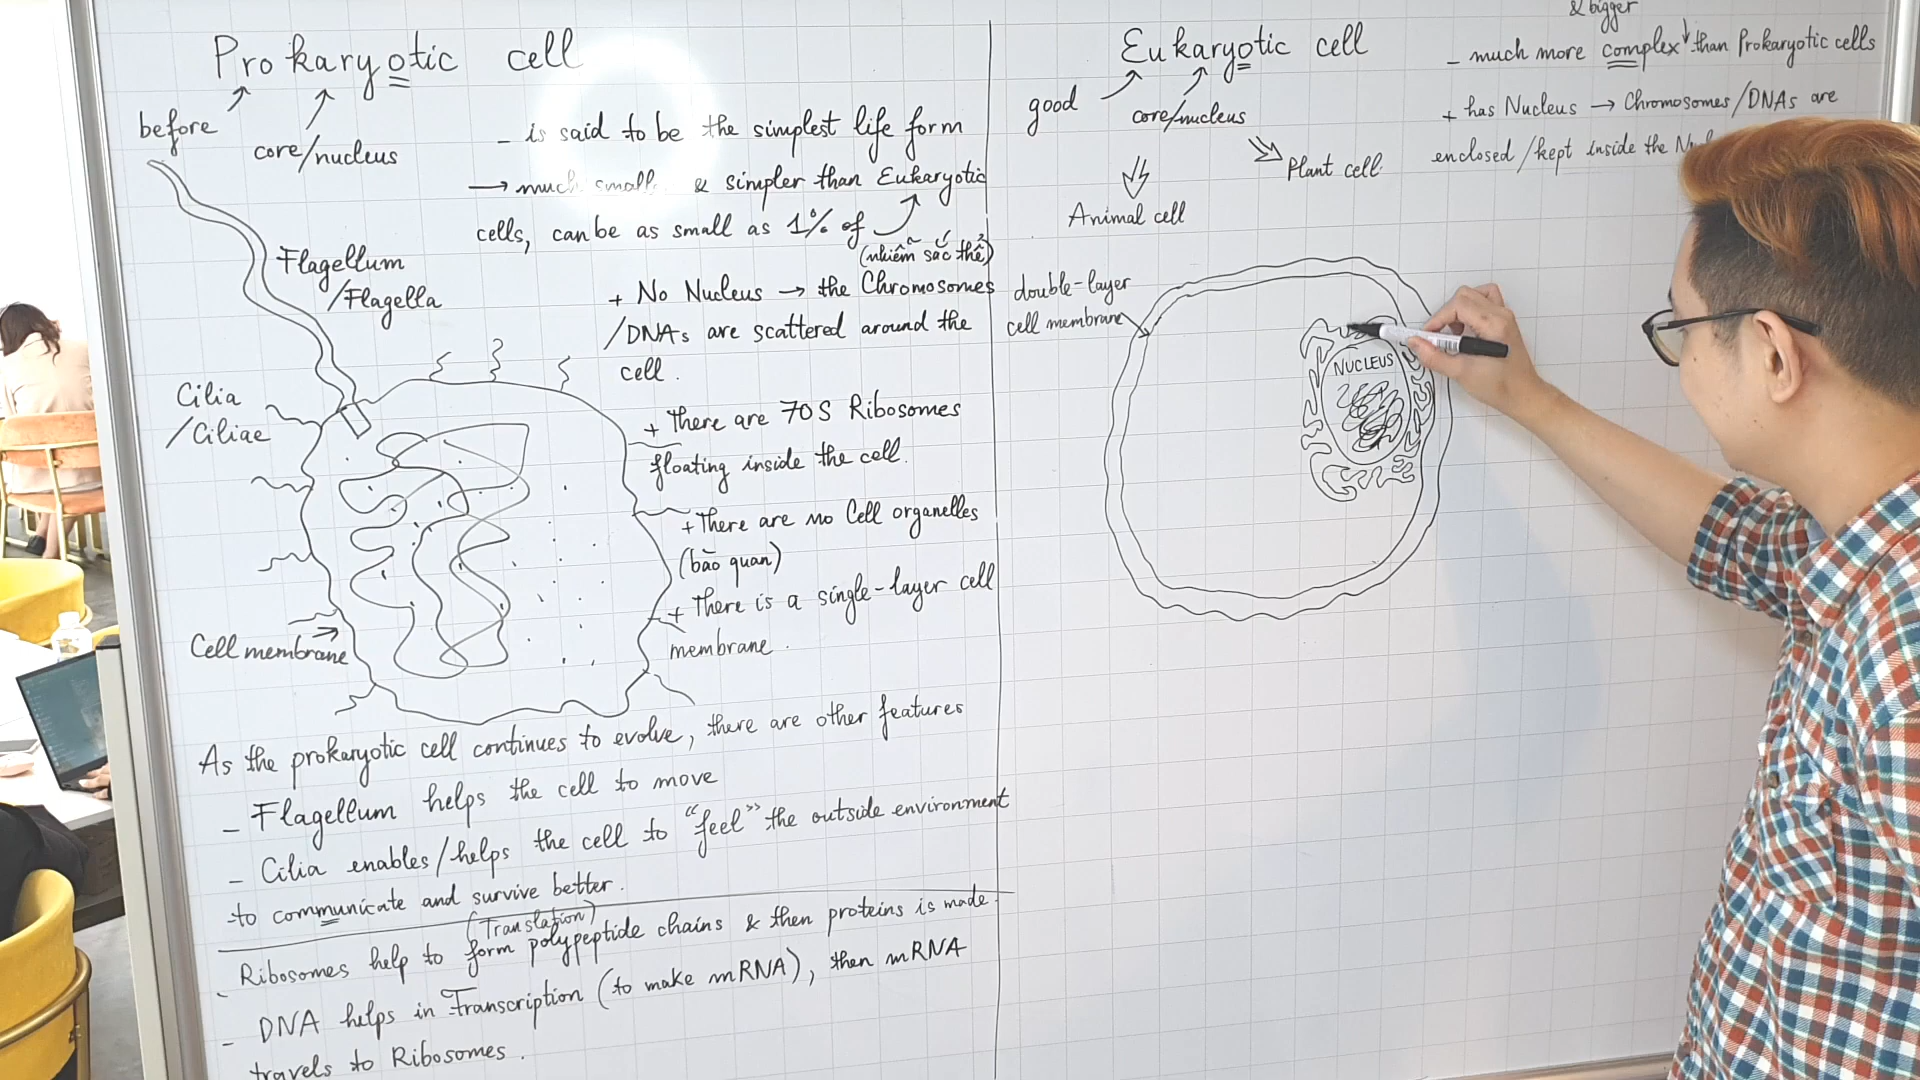 Prokaryotic cell
before
core/nucleus
- is said to be the simplest life form
→ much small & simpler than Eukaryotic
cells, can be as small as 1% of
(nhiễm sắc thể)
Flagellum
/Flagella
+ No Nucleus → the Chromosomes
/DNAs are scattered around the
cell.
Cilia
/Ciliae
+ There are 70S Ribosomes
floating inside the cell.
+ There are no Cell organelles
(bào quan)
+ There is a single-layer cell
membrane.
Cell membrane
As the prokaryotic cell continues to evolve, there are other features
- Flagellum helps the cell to move
- Cilia enables/helps the cell to "feel" the outside environment
to communicate and survive better.
(Translation)
- Ribosomes help to form polypeptide chains & then proteins is made.
- DNA helps in Transcription (to make mRNA), then mRNA
travels to Ribosomes.
Eukaryotic cell
good
core/nucleus
Animal cell
Plant cell
& bigger
- much more complex than Prokaryotic cells
+ has Nucleus → Chromosomes/DNAs are
enclosed/kept inside the
double-layer
cell membrane
NUCLEUS